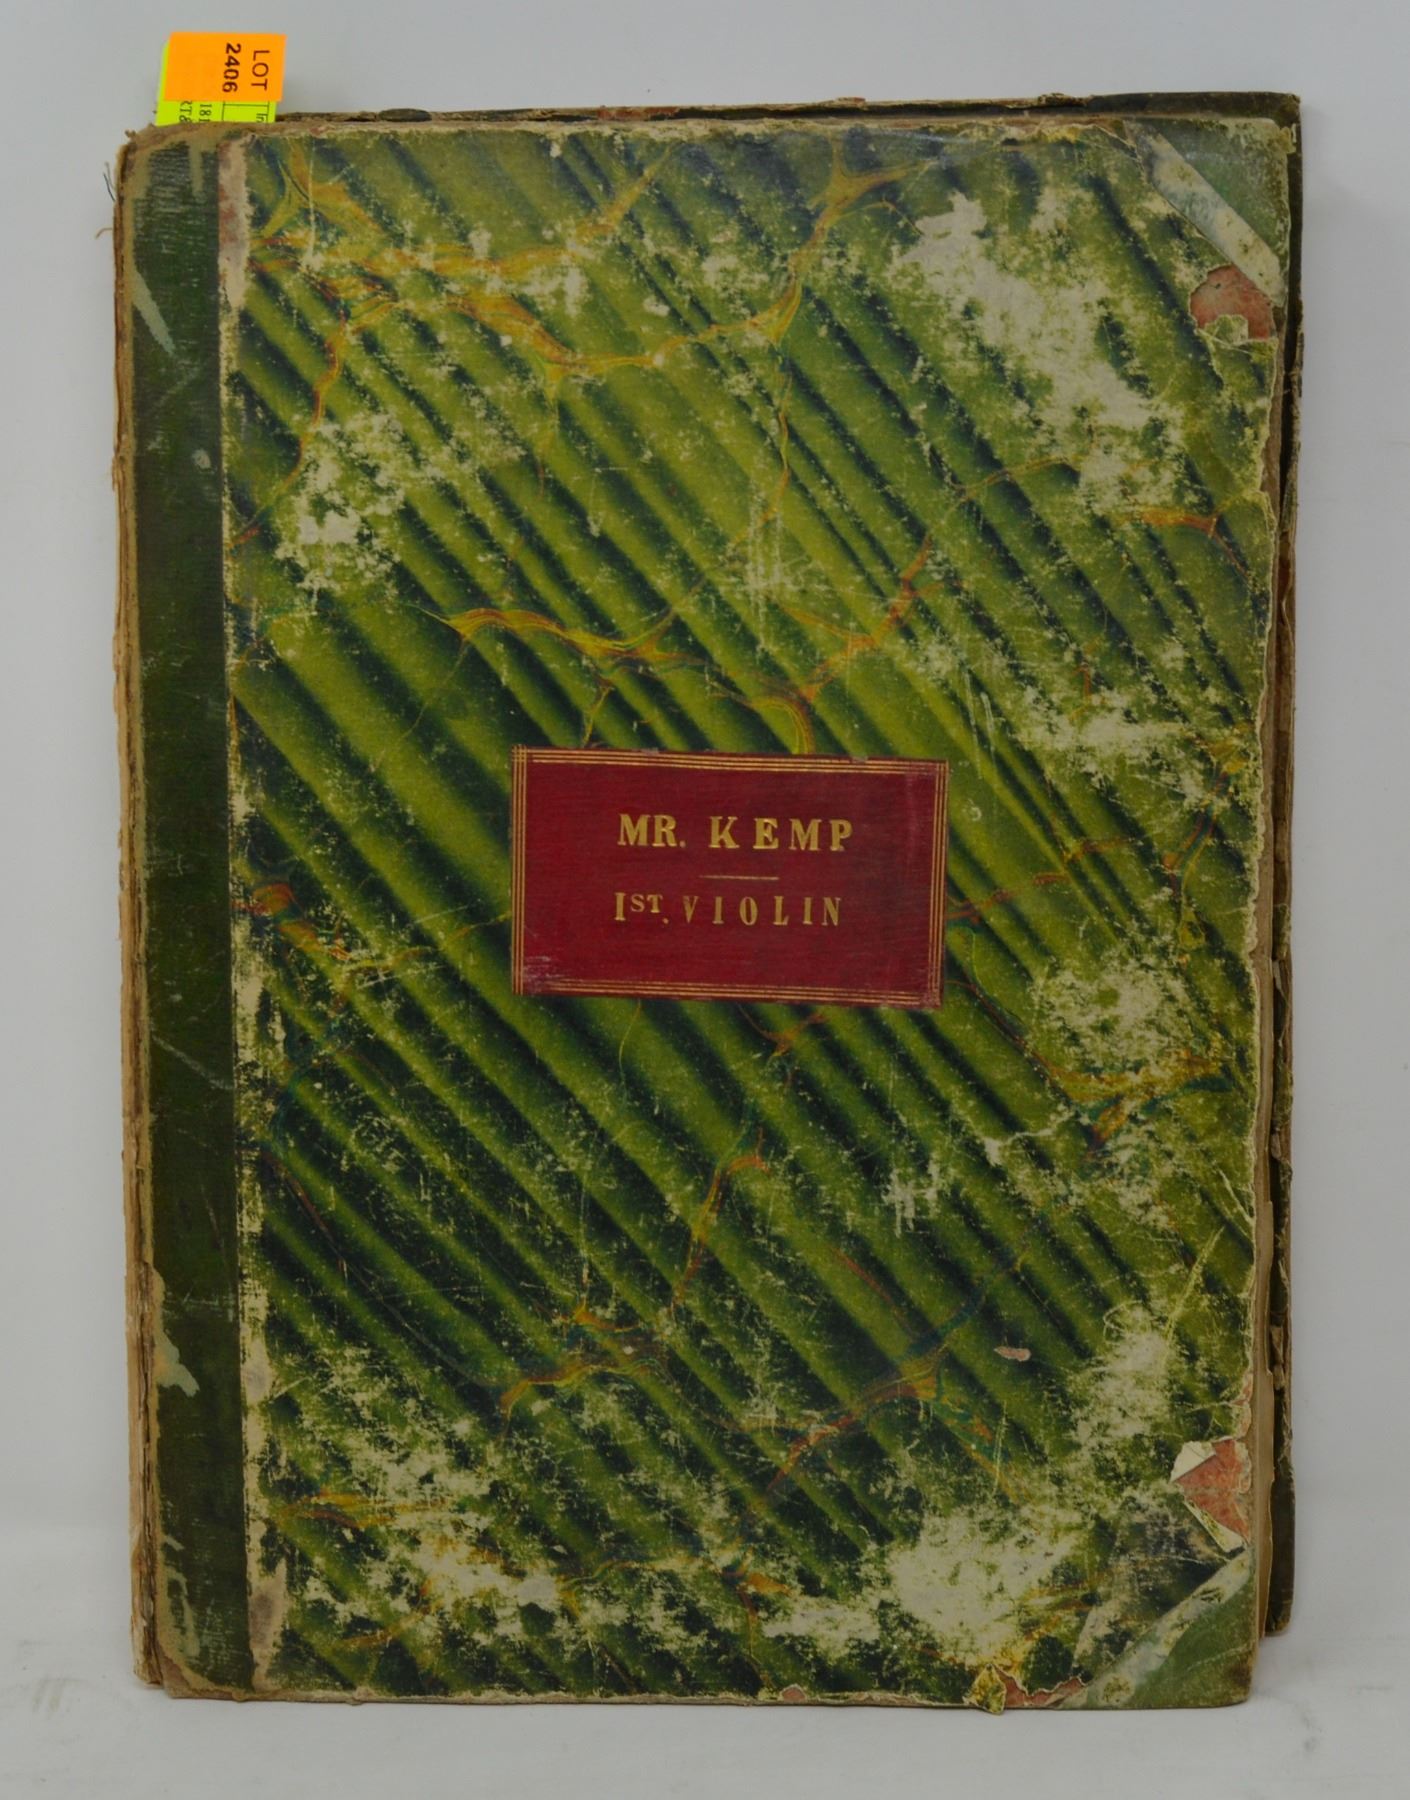 LOT
2406
MR. KEMP
1ST. VIOLIN